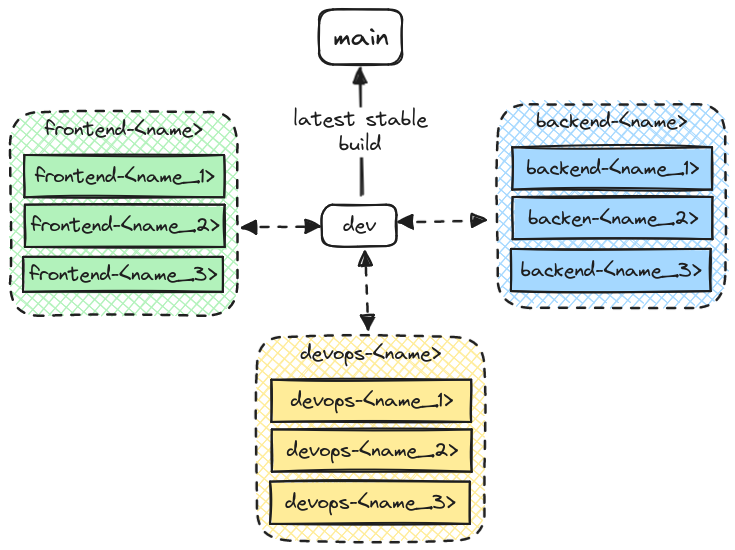 main
latest stable
build
frontend-<name>
frontend-<name_1>
frontend-<name_2>
frontend-<name_3>
dev
backend-<name>
backend-<name_1>
backen-<name_2>
backend-<name_3>
devops-<name>
devops-<name_1>
devops-<name_2>
devops-<name_3>